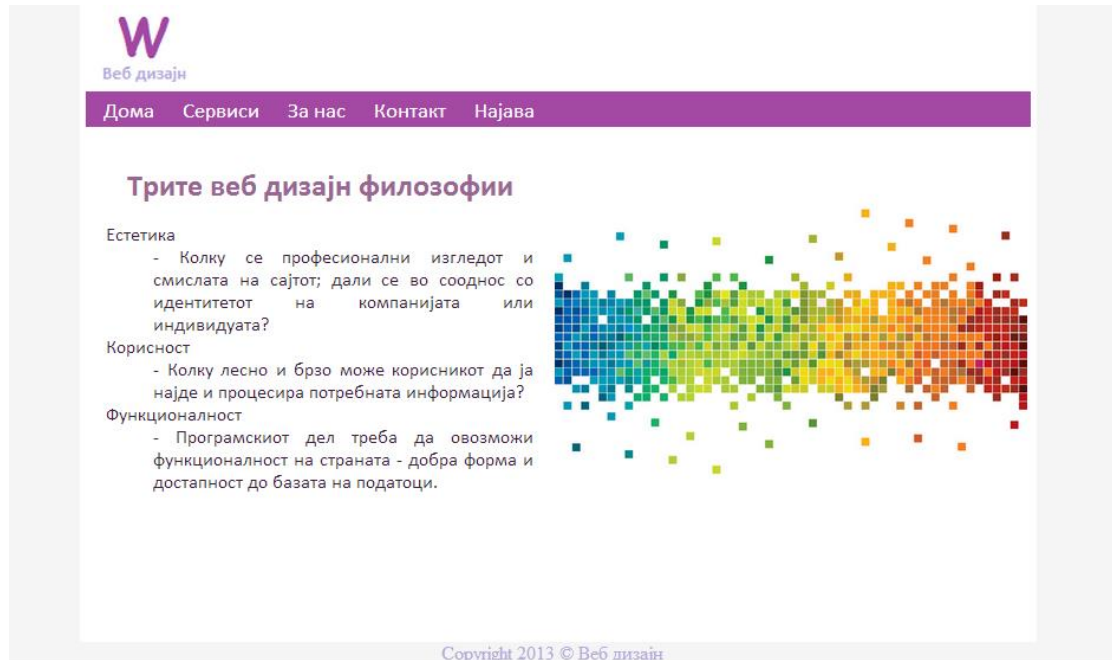 W
Веб дизајн
Дома Сервиси За нас Контакт Најава
Трите веб дизајн филозофии
Естетика
- Колку се професионални изгледот и
смислата на сајтот; дали се во сооднос со
идентитетот на компанијата или
индивидуата?
Корисност
- Колку лесно и брзо може корисникот да ја
најде и процесира потребната информација?
Функционалност
- Програмскиот дел треба да овозможи
функционалност на страната - добра форма и
достапност до базата на податоци.
Copyright 2013 © Веб дизајн